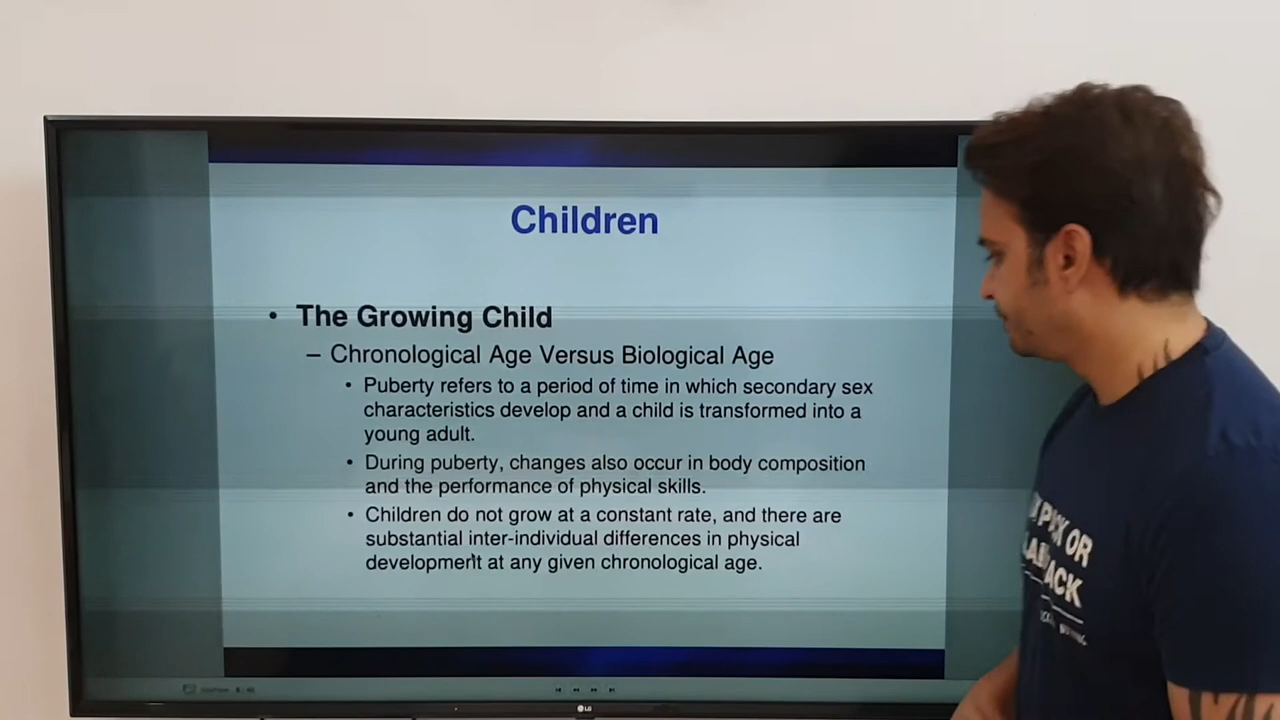 Children
• The Growing Child
– Chronological Age Versus Biological Age
• Puberty refers to a period of time in which secondary sex
characteristics develop and a child is transformed into a
young adult.
• During puberty, changes also occur in body composition
and the performance of physical skills.
• Children do not grow at a constant rate, and there are
substantial inter-individual differences in physical
development at any given chronological age.
OR
LG